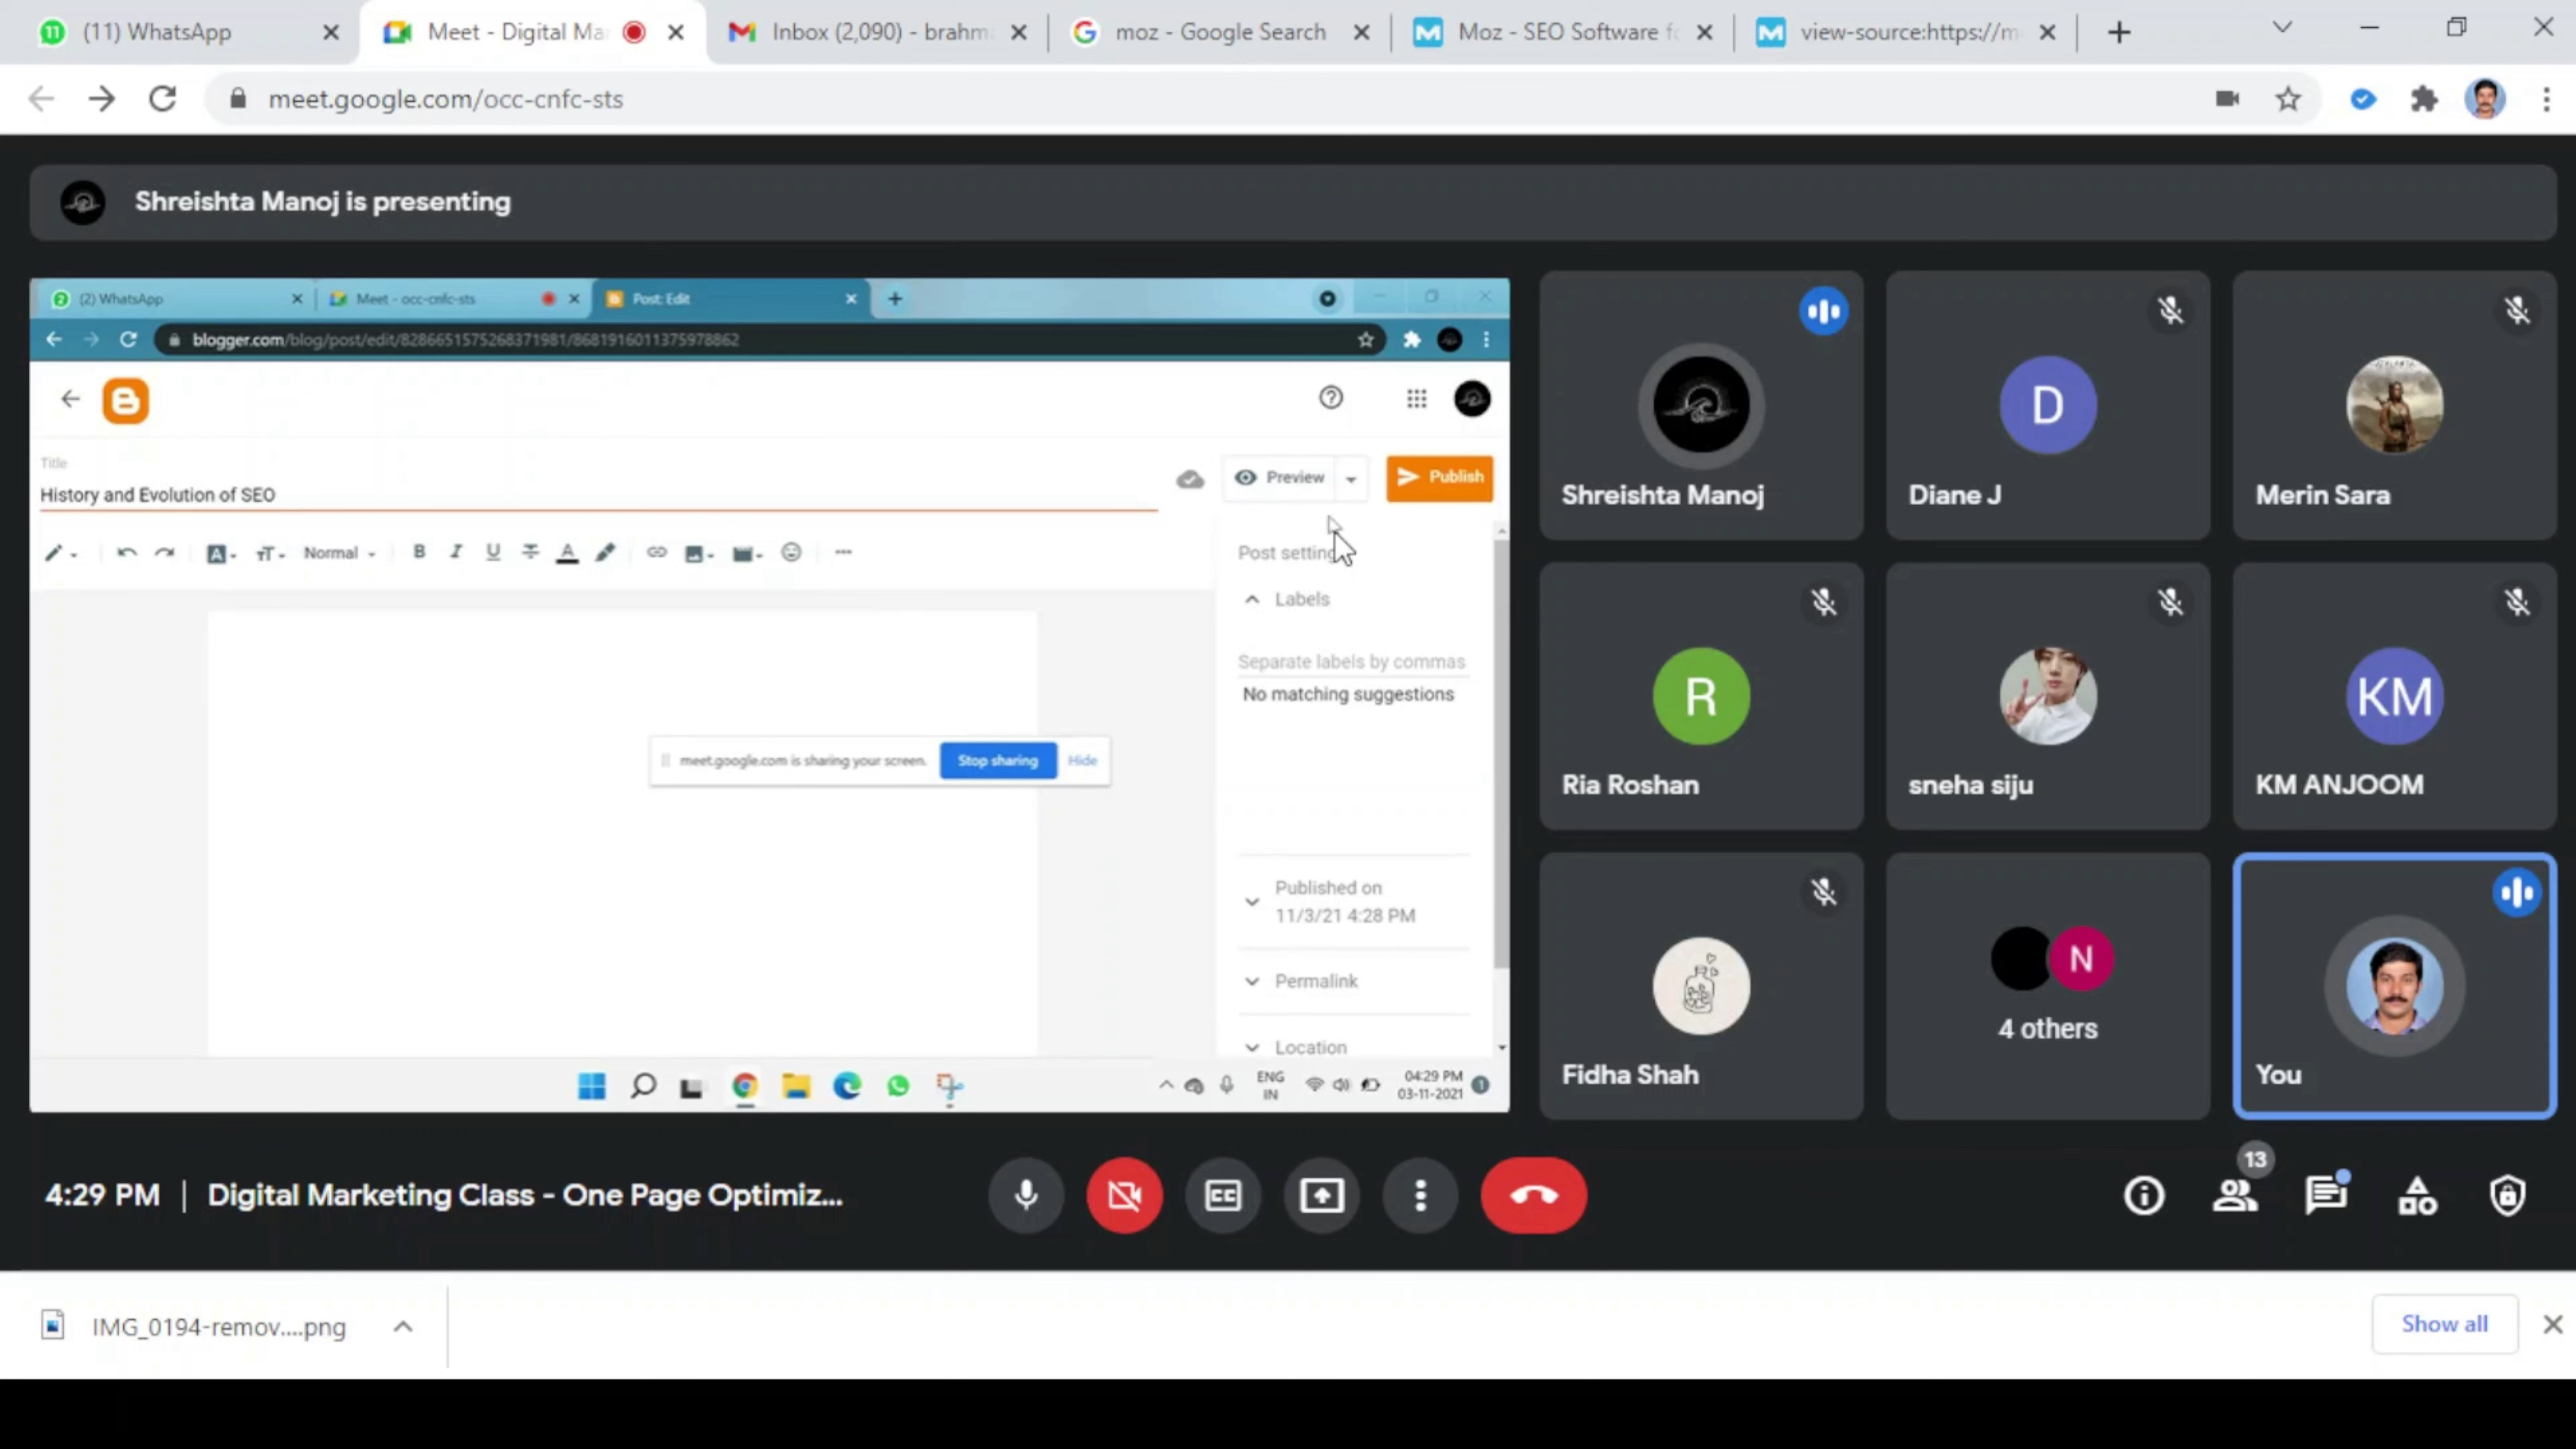 (11) WhatsApp
Meet - Digital Ma
Inbox (2,090) - brahm
moz - Google Search
Moz - SEO Software f
view-source:https://m
meet.google.com/occ-cnfc-sts
Shreishta Manoj is presenting
(2) WhatsApp
Meet - occ-cnfc-sts
Post: Edit
blogger.com/blog/post/edit/8286651575268371981/8681916011375978862
Title
History and Evolution of SEO
Preview
Publish
Normal
B
Post setting
Labels
Separate labels by commas
No matching suggestions
meet.google.com is sharing your screen.
Stop sharing
Hide
Published on
11/3/21 4:28 PM
Permalink
Location
ENG
IN
04:29 PM
03-11-2021
1
Shreishta Manoj
D
Diane J
Merin Sara
R
Ria Roshan
sneha siju
KM
KM ANJOOM
Fidha Shah
N
4 others
You
4:29 PM | Digital Marketing Class - One Page Optimiz...
CC
13
IMG_0194-remov....png
Show all